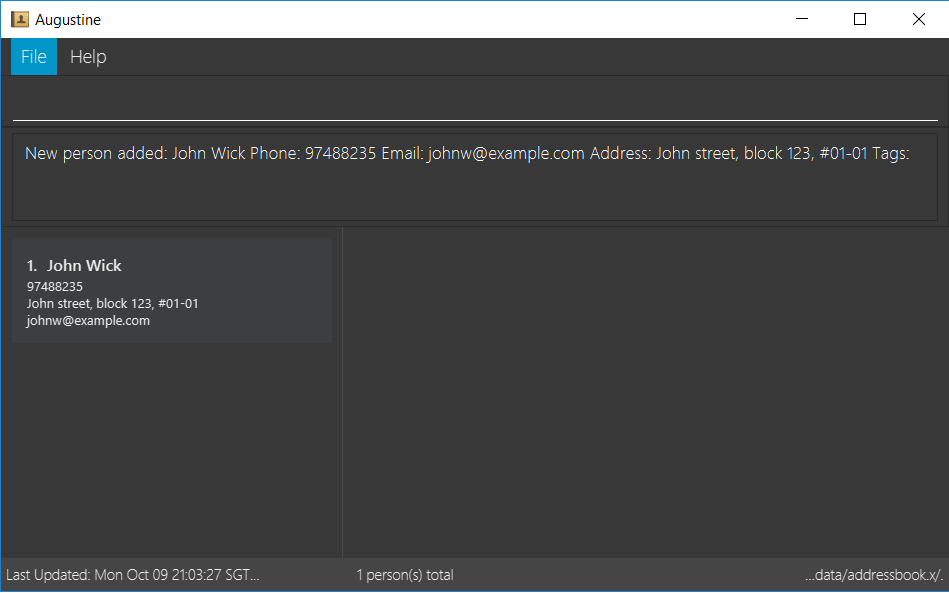 Augustine
File Help
New person added: John Wick Phone: 97488235 Email: johnw@example.com Address: John street, block 123, #01-01 Tags:
1. John Wick
97488235
John street, block 123, #01-01
johnw@example.com
Last Updated: Mon Oct 09 21:03:27 SGT... 1 person(s) total ...data/addressbook.x/.